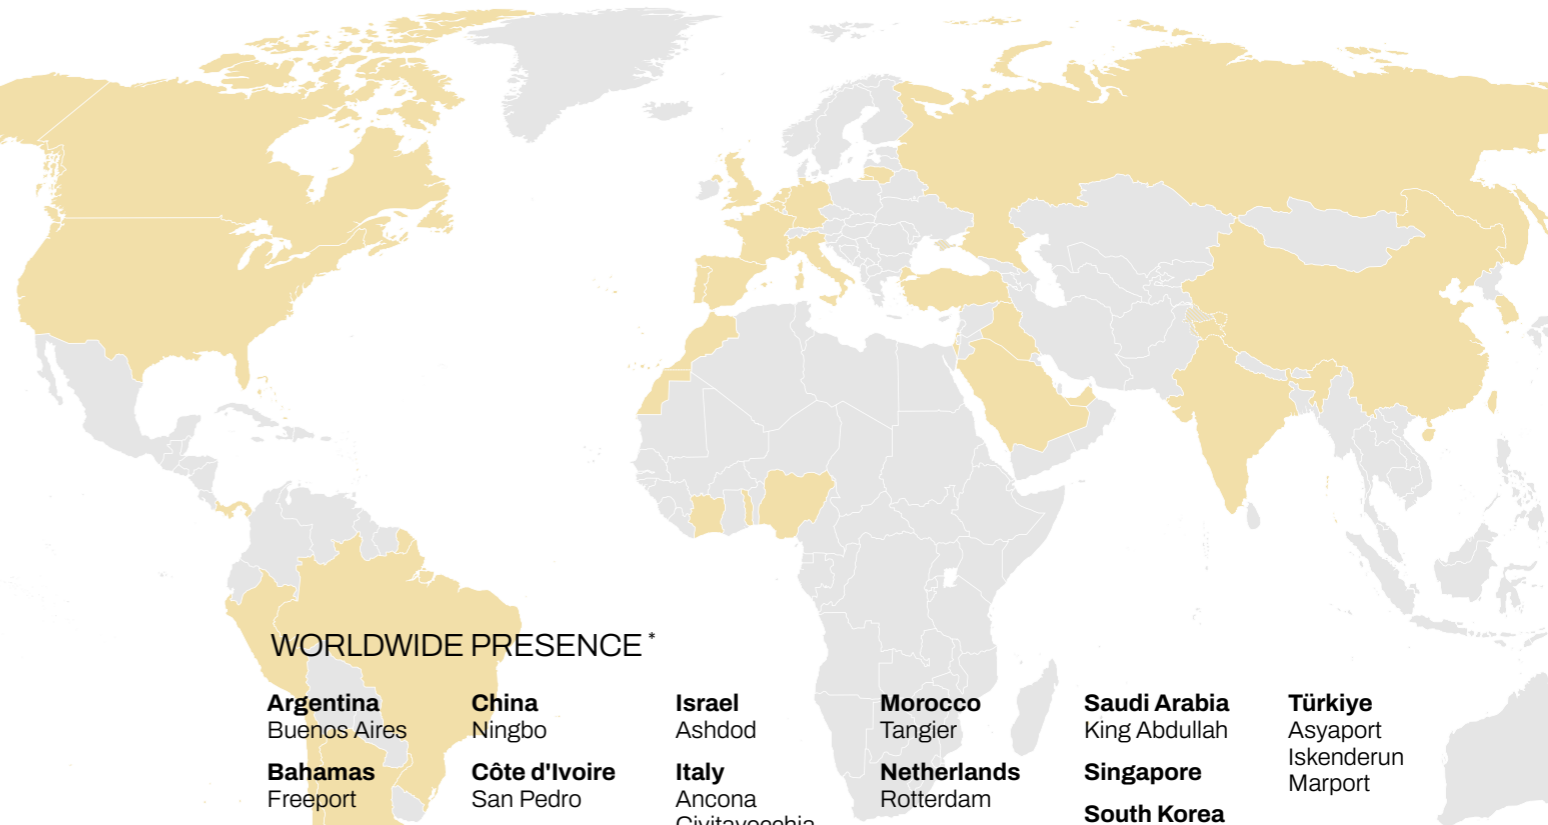 WORLDWIDE PRESENCE *
Argentina
Buenos Aires
Bahamas
Freeport
China
Ningbo
Côte d'Ivoire
San Pedro
Israel
Ashdod
Italy
Ancona
Civitavecchia
Morocco
Tangier
Netherlands
Rotterdam
Saudi Arabia
King Abdullah
Singapore
South Korea
Türkiye
Asyaport
Iskenderun
Marport